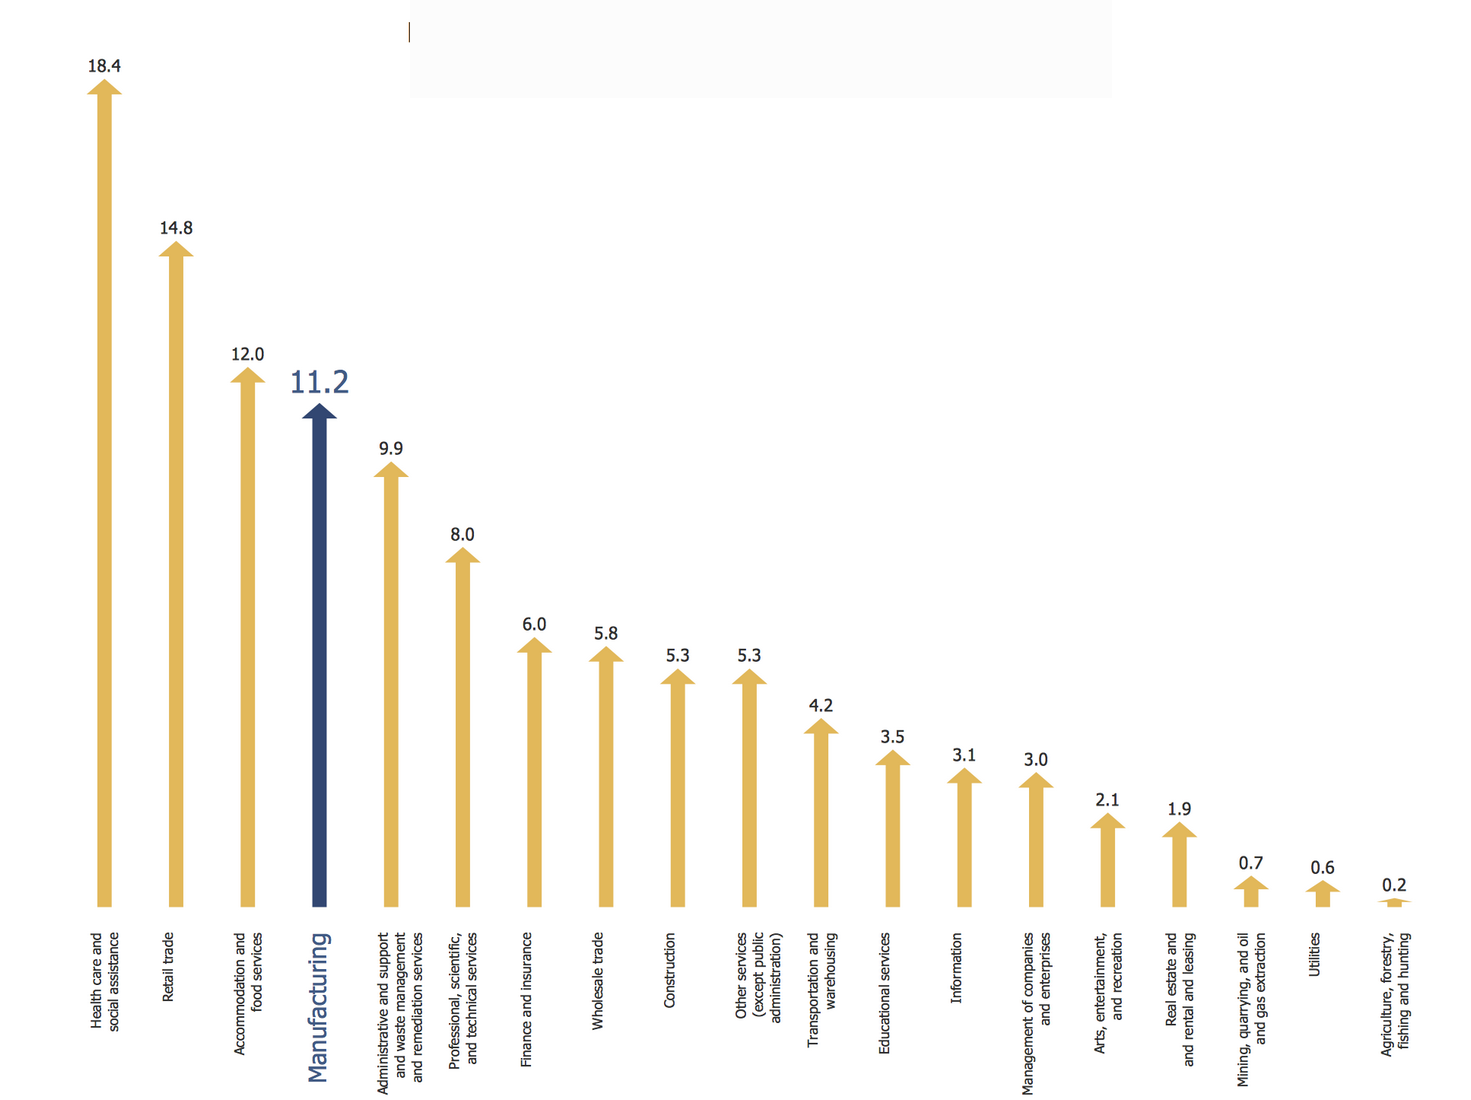 18.4
14.8
12.0
11.2
9.9
8.0
6.0
5.8
5.3
5.3
4.2
3.5
3.1
3.0
2.1
1.9
0.7
0.6
0.2
Health care and
social assistance
Retail trade
Accommodation and
food services
Manufacturing
Administrative and support
and waste management
and remediation services
Professional, scientific,
and technical services
Finance and insurance
Wholesale trade
Construction
Other services
(except public
administration)
Transportation and
warehousing
Educational services
Information
Management of companies
and enterprises
Arts, entertainment,
and recreation
Real estate and
and rental and leasing
Mining, quarrying, and oil
and gas extraction
Utilities
Agriculture, forestry,
fishing and hunting